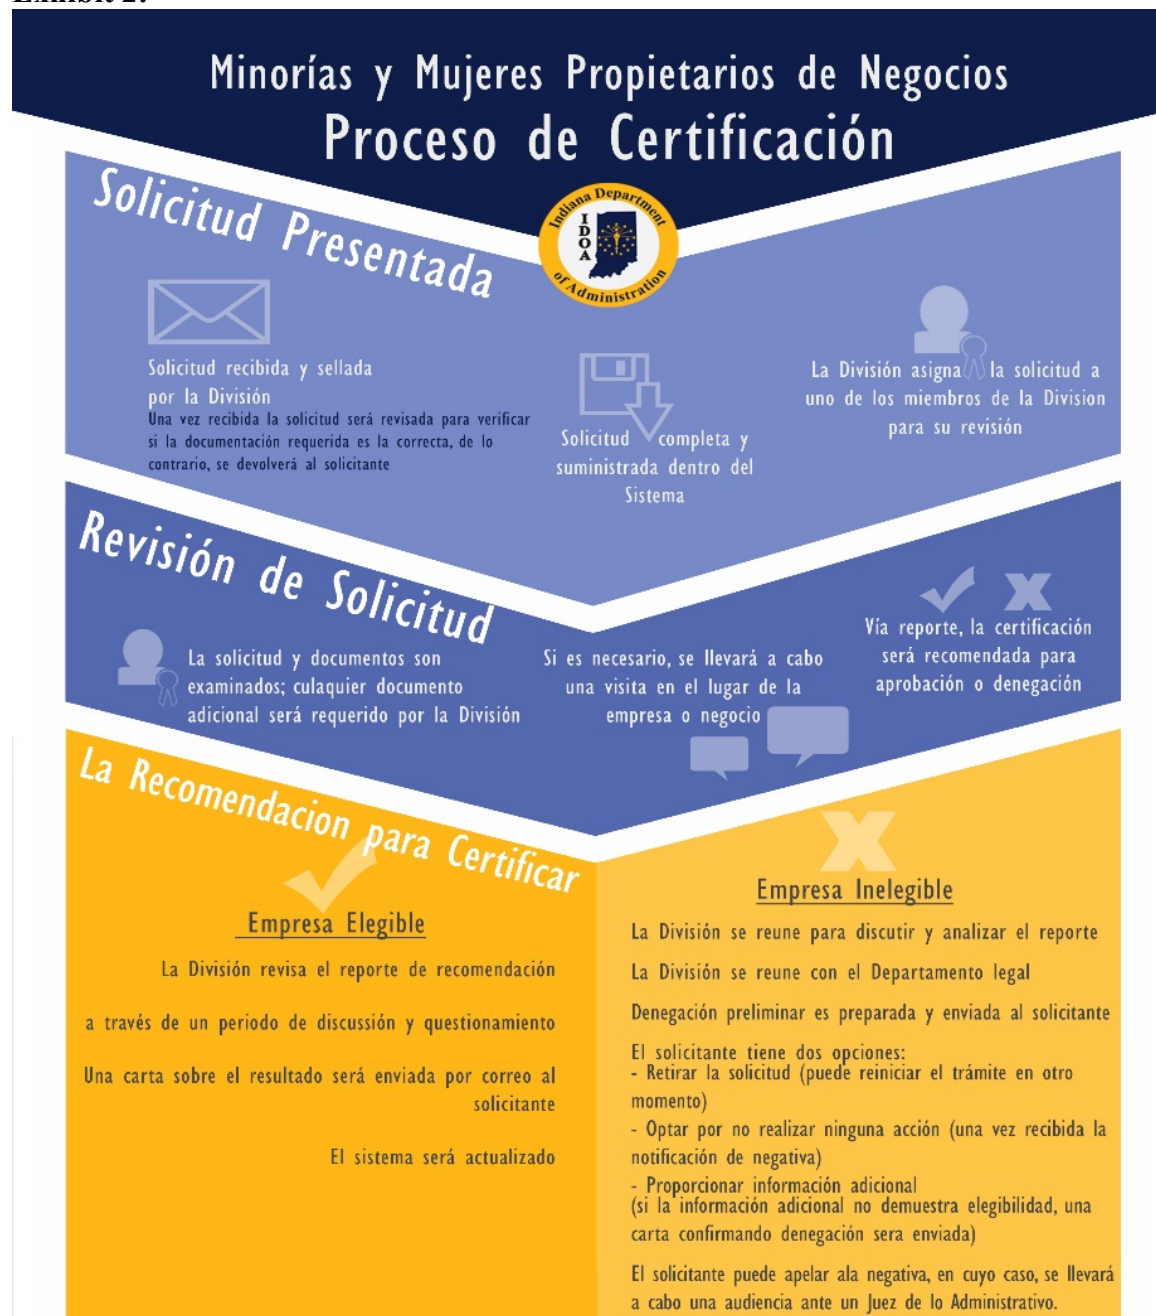 Minorías y Mujeres Propietarios de Negocios
Proceso de Certificación
Indiana Department
IDOA
of Administration
Solicitud Presentada
Solicitud recibida y sellada
por la División
Una vez recibida la solicitud será revisada para verificar
si la documentación requerida es la correcta, de lo
contrario, se devolverá al solicitante
Solicitud completa y
suministrada dentro del
Sistema
La División asigna la solicitud a
uno de los miembros de la Division
para su revisión
Revisión de Solicitud
La solicitud y documentos son
examinados; culaquier documento
adicional será requerido por la División
Si es necesario, se llevará a cabo
una visita en el lugar de la
empresa o negocio
Vía reporte, la certificación
será recomendada para
aprobación o denegación
La Recomendacion para Certificar
Empresa Elegible
La División revisa el reporte de recomendación
a través de un periodo de discussión y questionamiento
Una carta sobre el resultado será enviada por correo al
solicitante
El sistema será actualizado
Empresa Inelegible
La División se reune para discutir y analizar el reporte
La División se reune con el Departamento legal
Denegación preliminar es preparada y enviada al solicitante
El solicitante tiene dos opciones:
- Retirar la solicitud (puede reiniciar el trámite en otro
momento)
- Optar por no realizar ninguna acción (una vez recibida la
notificación de negativa)
- Proporcionar información adicional
(si la información adicional no demuestra elegibilidad, una
carta confirmando denegación sera enviada)
El solicitante puede apelar ala negativa, en cuyo caso, se llevará
a cabo una audiencia ante un Juez de lo Administrativo.